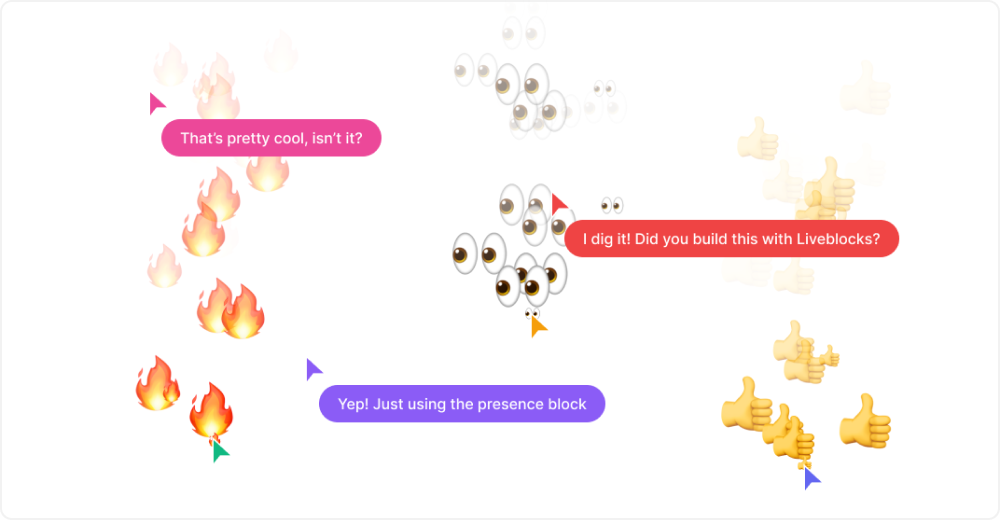 That’s pretty cool, isn’t it?
I dig it! Did you build this with Liveblocks?
Yep! Just using the presence block